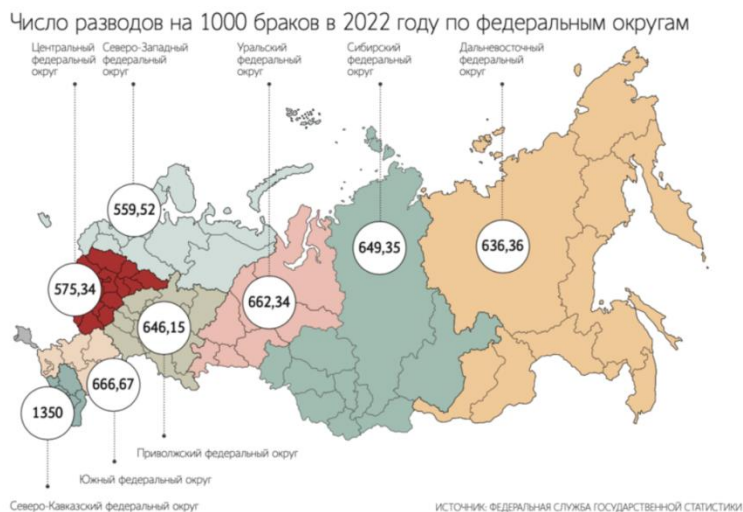 Число разводов на 1000 браков в 2022 году по федеральным округам
Центральный федеральный округ
Северо-Западный федеральный округ
Уральский федеральный округ
Сибирский федеральный округ
Дальневосточный федеральный округ
559,52
649,35
636,36
575,34
662,34
646,15
666,67
1350
Приволжский федеральный округ
Южный федеральный округ
Северо-Кавказский федеральный округ
ИСТОЧНИК: ФЕДЕРАЛЬНАЯ СЛУЖБА ГОСУДАРСТВЕННОЙ СТАТИСТИКИ